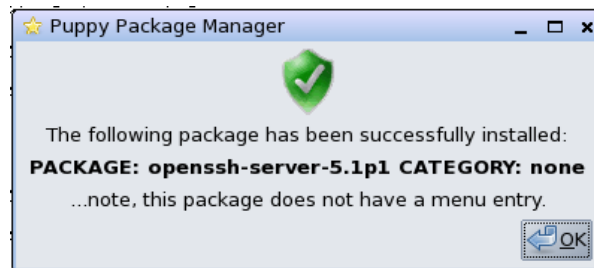 Puppy Package Manager
The following package has been successfully installed:
PACKAGE: openssh-server-5.1p1 CATEGORY: none
...note, this package does not have a menu entry.
OK